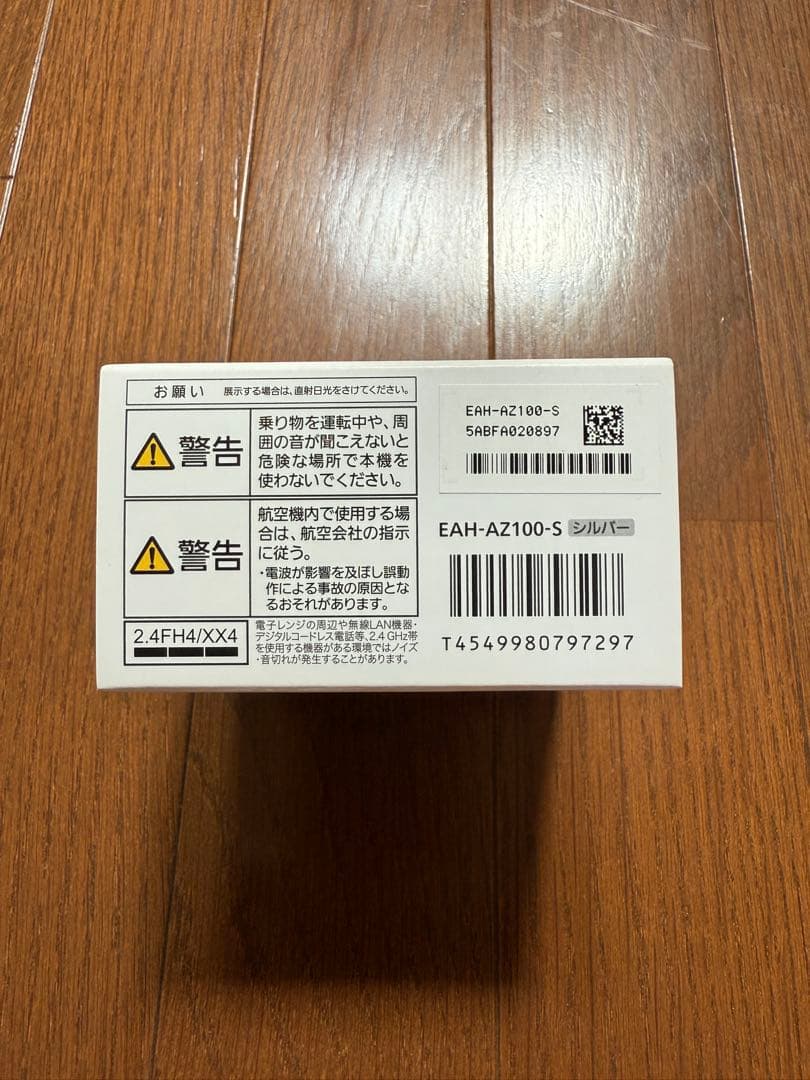 お願い 展示する場合は、直射日光をさけてください。
警告
乗り物を運転中や、周
囲の音が聞こえないと
危険な場所で本機を
使わないでください。
警告
航空機内で使用する場
合は、航空会社の指示
に従う。
・電波が影響を及ぼし誤動
作による事故の原因とな
るおそれがあります。
2.4FH4/XX4
電子レンジの周辺や無線LAN機器・
デジタルコードレス電話等、2.4 GHz帯
を使用する機器がある環境ではノイズ
・音切れが発生することがあります。
EAH-AZ100-S
5ABFA020897
EAH-AZ100-S シルバー
T4549980797297